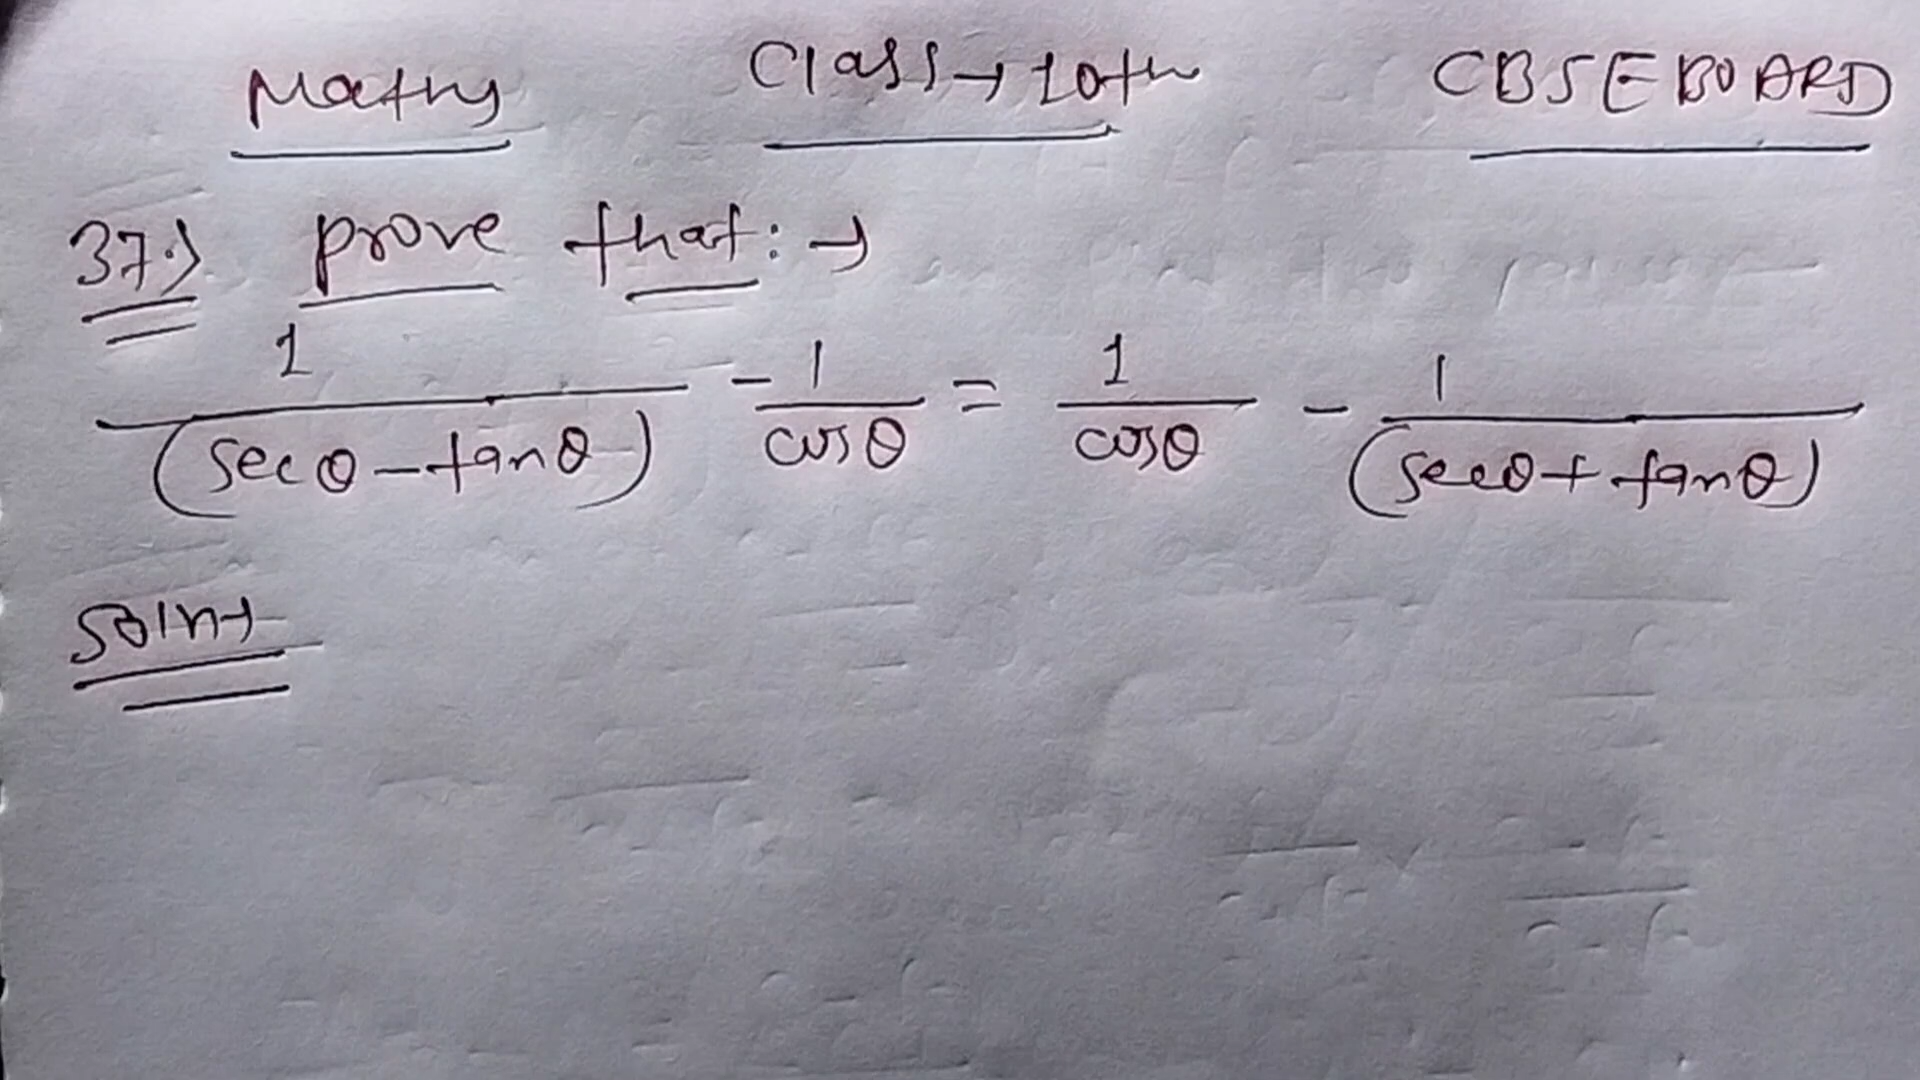 Maths Class → 10th CBSE BOARD
37.) prove that: →
1/(secθ - tanθ) - 1/cosθ = 1/cosθ - 1/(secθ + tanθ)
Soln→